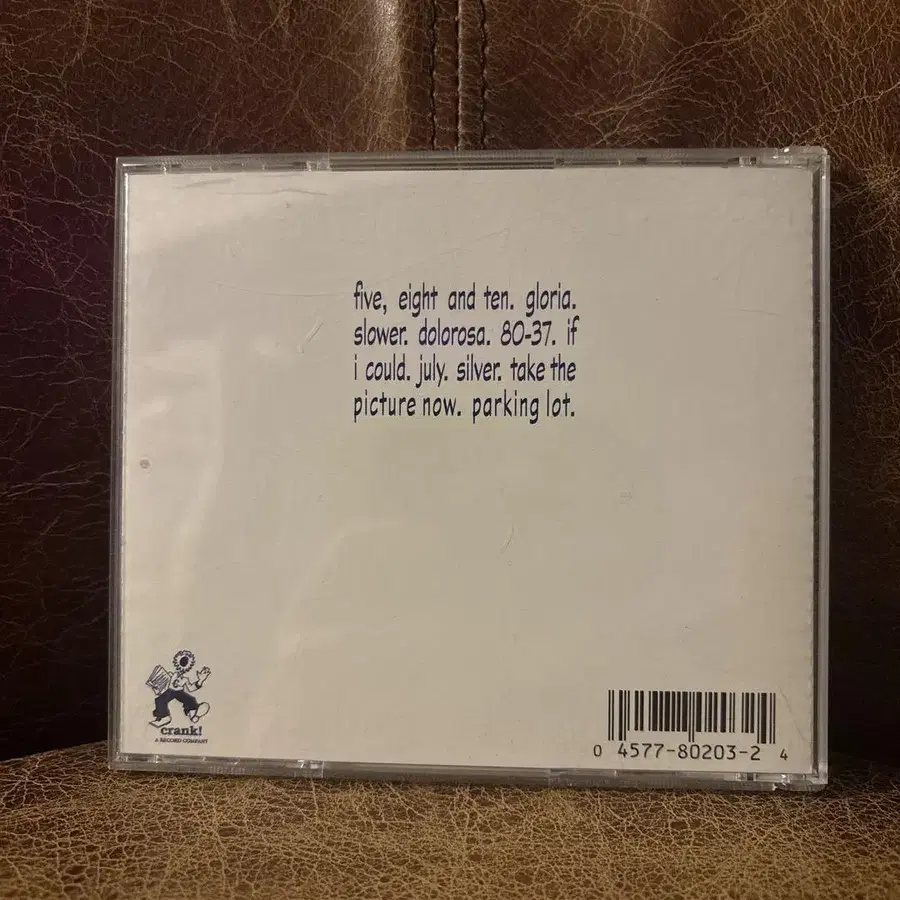 five, eight and ten. gloria.
slower. dolorosa. 80-37. if
i could. july. silver. take the
picture now. parking lot.
crank!
A RECORD COMPANY
0 4577-80203-2 4